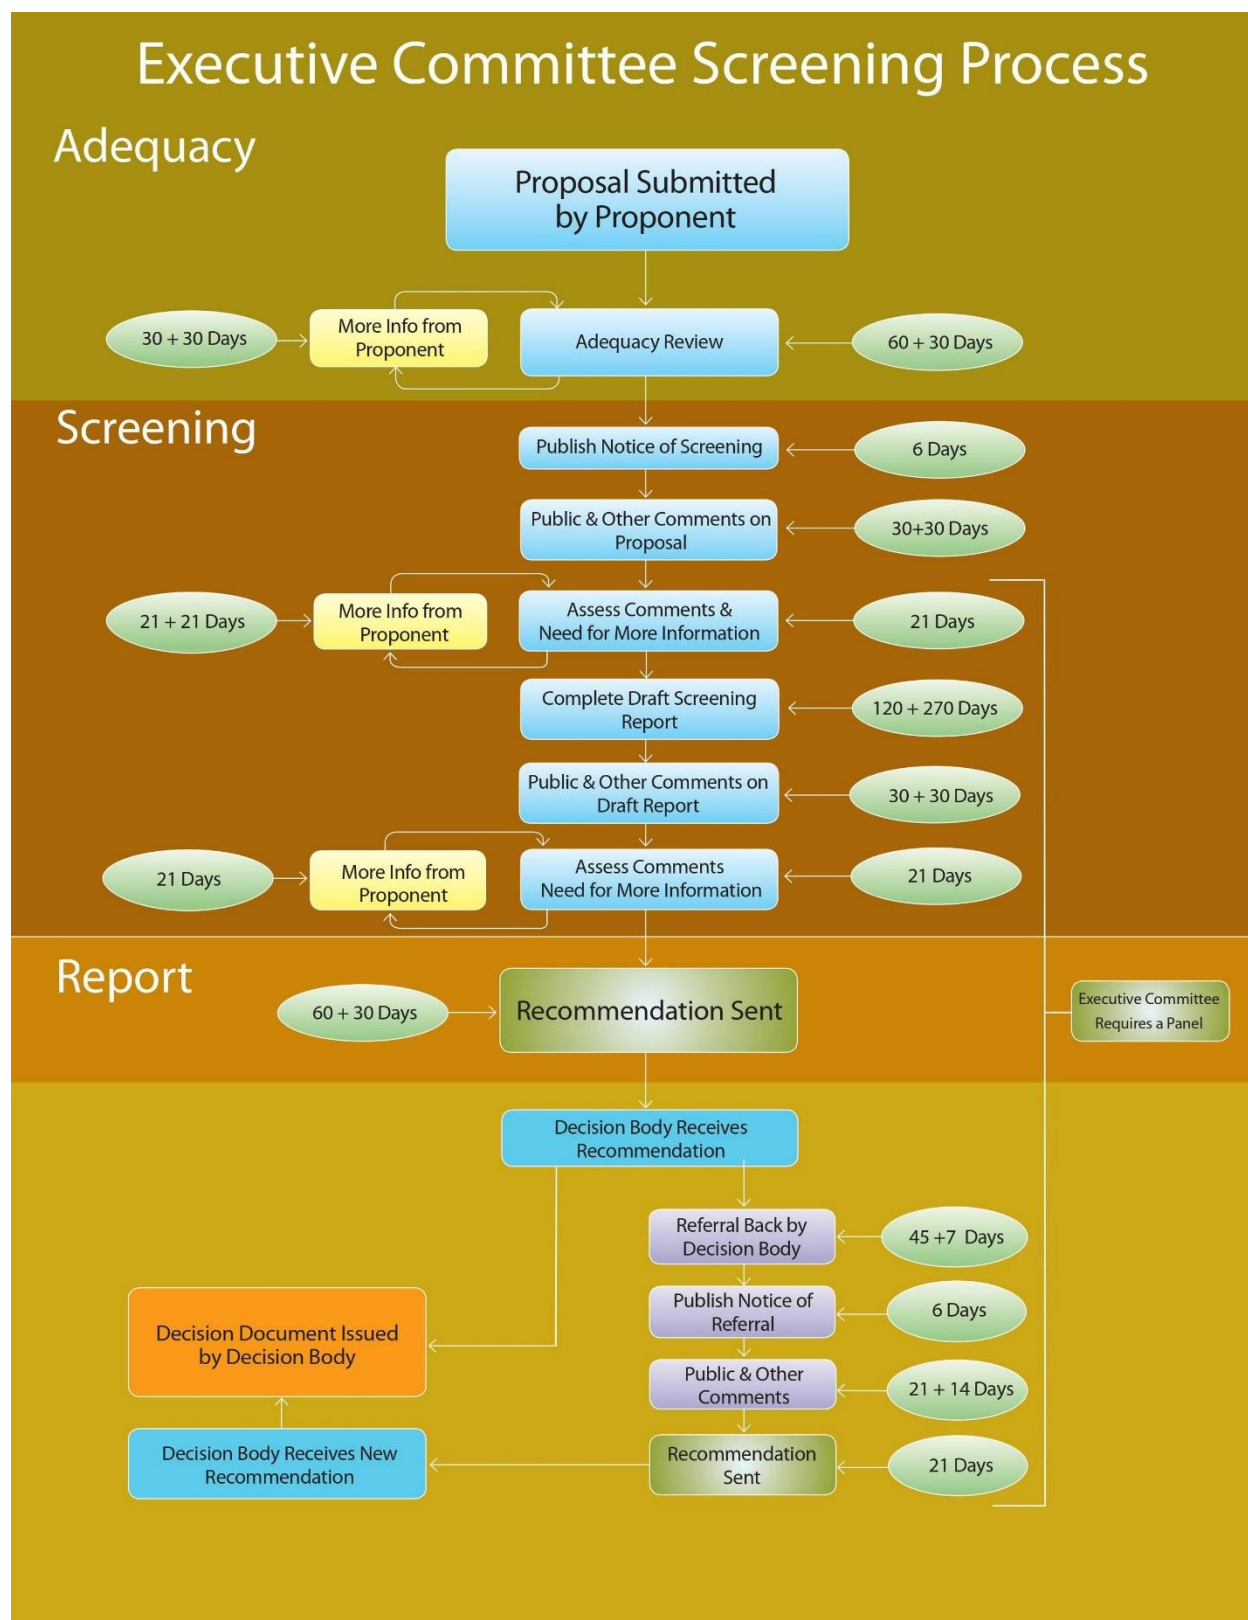 Executive Committee Screening Process
Adequacy
Proposal Submitted
by Proponent
30 + 30 Days
More Info from
Proponent
Adequacy Review
60 + 30 Days
Screening
Publish Notice of Screening
6 Days
Public & Other Comments on
Proposal
30+30 Days
21 + 21 Days
More Info from
Proponent
Assess Comments &
Need for More Information
21 Days
Complete Draft Screening
Report
120 + 270 Days
Public & Other Comments on
Draft Report
30 + 30 Days
21 Days
More Info from
Proponent
Assess Comments
Need for More Information
21 Days
Report
60 + 30 Days
Recommendation Sent
Executive Committee
Requires a Panel
Decision Body Receives
Recommendation
Referral Back by
Decision Body
45 +7 Days
Publish Notice of
Referral
6 Days
Decision Document Issued
by Decision Body
Public & Other
Comments
21 + 14 Days
Decision Body Receives New
Recommendation
Recommendation
Sent
21 Days